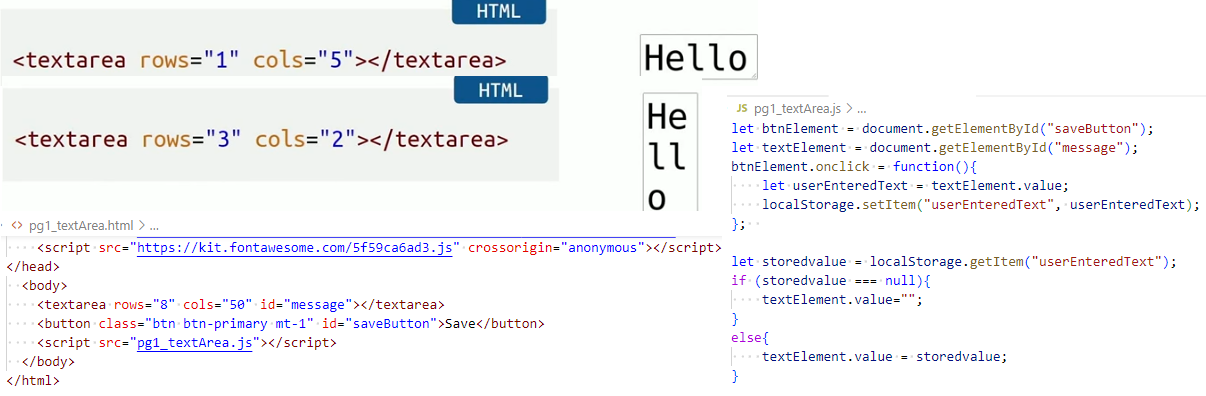 HTML
<textarea rows="1" cols="5"></textarea>
Hello
HTML
<textarea rows="3" cols="2"></textarea>
He
ll
o
<> pg1_textArea.html > ...
<script src="https://kit.fontawesome.com/5f59ca6ad3.js" crossorigin="anonymous"></script>
</head>
<body>
<textarea rows="8" cols="50" id="message"></textarea>
<button class="btn btn-primary mt-1" id="saveButton">Save</button>
<script src="pg1_textArea.js"></script>
</body>
</html>
JS pg1_textArea.js > ...
let btnElement = document.getElementById("saveButton");
let textElement = document.getElementById("message");
btnElement.onclick = function(){
let userEnteredText = textElement.value;
localStorage.setItem("userEnteredText", userEnteredText);
};
let storedvalue = localStorage.getItem("userEnteredText");
if (storedvalue === null){
textElement.value="";
}
else{
textElement.value = storedvalue;
}